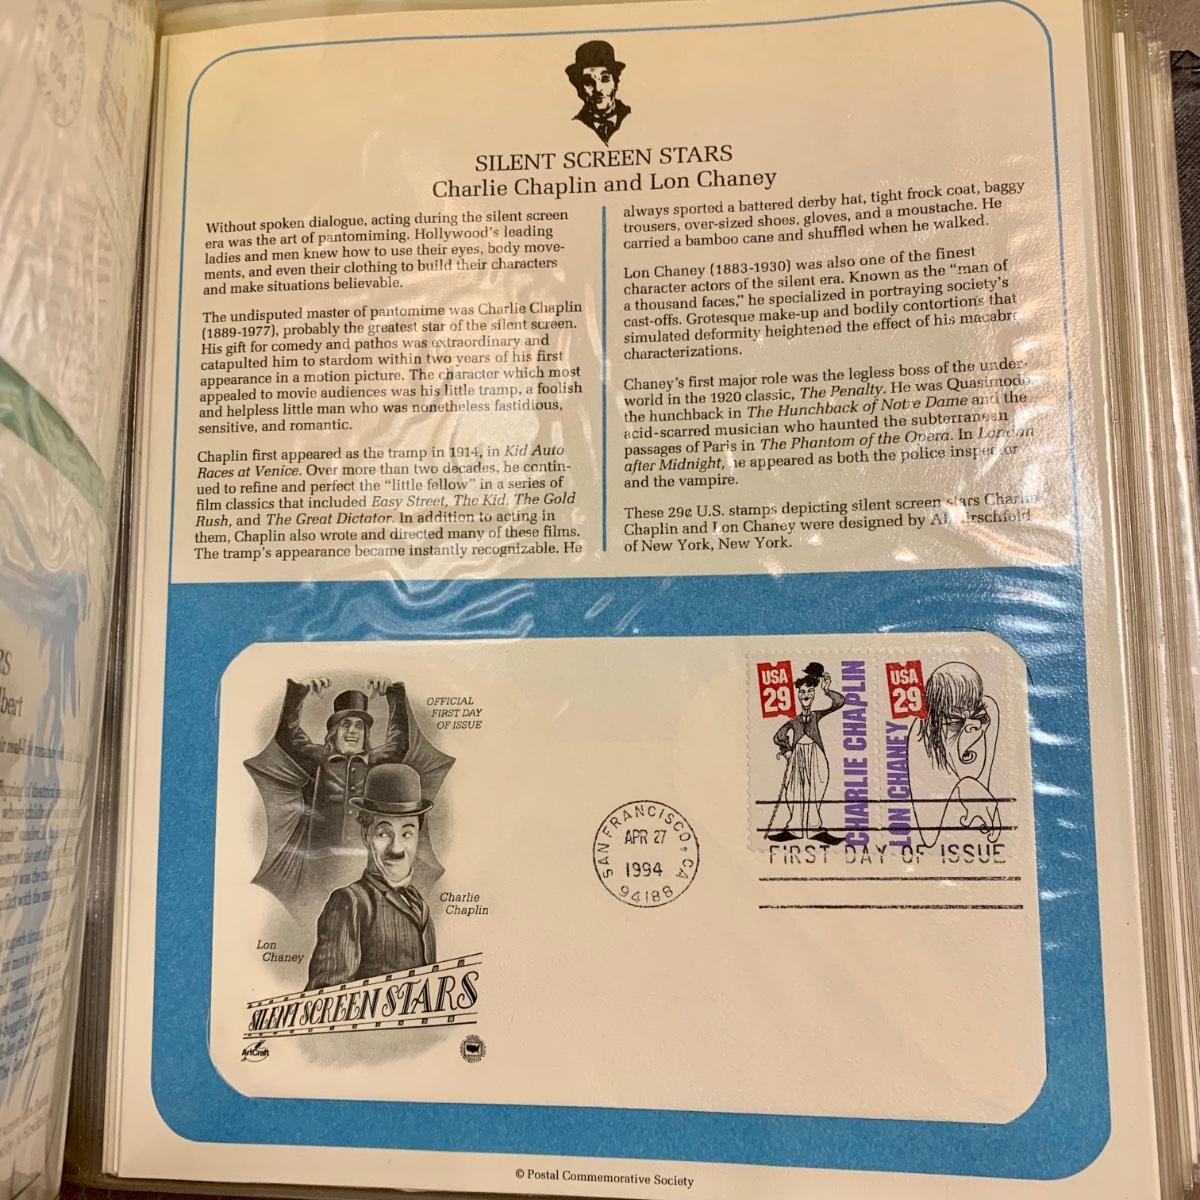 SILENT SCREEN STARS
Charlie Chaplin and Lon Chaney
Without spoken dialogue, acting during the silent screen
era was the art of pantomiming. Hollywood's leading
ladies and men knew how to use their eyes, body move-
ments, and even their clothing to build their characters
and make situations believable.
The undisputed master of pantomime was Charlie Chaplin
(1889-1977), probably the greatest star of the silent screen.
His gift for comedy and pathos was extraordinary and
catapulted him to stardom within two years of his first
appearance in a motion picture. The character which most
appealed to movie audiences was his little tramp, a foolish
and helpless little man who was nonetheless fastidious,
sensitive, and romantic.
Chaplin first appeared as the tramp in 1914, in Kid Auto
Races at Venice. Over more than two decades, he contin-
ued to refine and perfect the "little fellow" in a series of
film classics that included Easy Street, The Kid, The Gold
Rush, and The Great Dictator. In addition to acting in
them, Chaplin also wrote and directed many of these films.
The tramp's appearance became instantly recognizable. He
always sported a battered derby hat, tight frock coat, baggy
trousers, over-sized shoes, gloves, and a moustache. He
carried a bamboo cane and shuffled when he walked.
Lon Chaney (1883-1930) was also one of the finest
character actors of the silent era. Known as the "man of
a thousand faces," he specialized in portraying society's
cast-offs. Grotesque make-up and bodily contortions that
simulated deformity heightened the effect of his macabre
characterizations.
Chaney's first major role was the legless boss of the under-
world in the 1920 classic, The Penalty. He was Quasimodo,
the hunchback in The Hunchback of Notre Dame and the
acid-scarred musician who haunted the subterranean
passages of Paris in The Phantom of the Opera. In London
after Midnight, he appeared as both the police inspector
and the vampire.
These 29¢ U.S. stamps depicting silent screen stars Charlie
Chaplin and Lon Chaney were designed by Al Hirschfeld
of New York, New York.
OFFICIAL
FIRST DAY
OF ISSUE
Charlie
Chaplin
Lon
Chaney
SILENT SCREEN STARS
ArtCraft
SAN FRANCISCO, CA
APR 27
1994
94188
USA
29
CHARLIE CHAPLIN
USA
29
LON CHANEY
FIRST DAY OF ISSUE
© Postal Commemorative Society